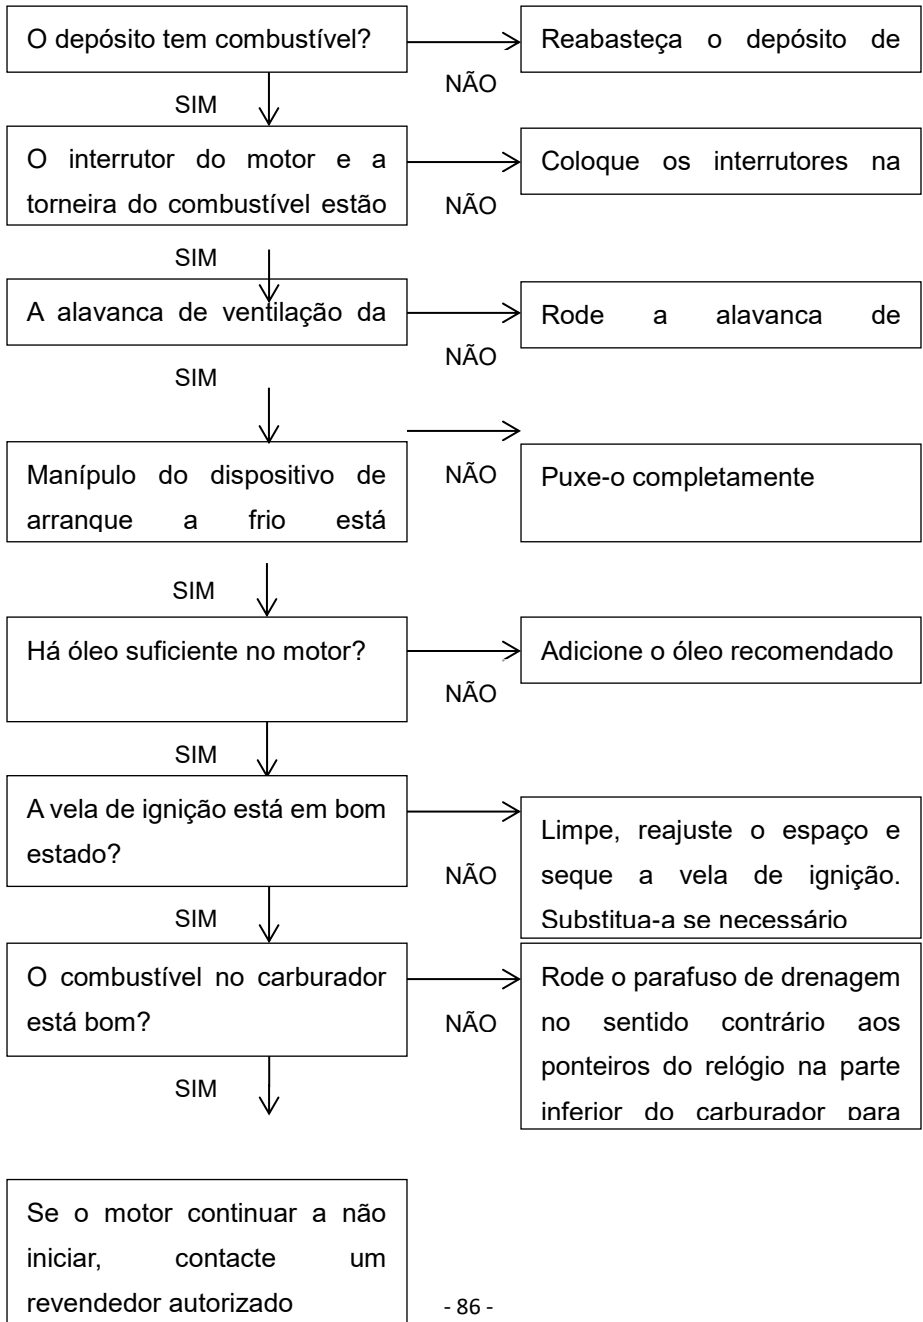 O depósito tem combustível?
Reabasteça o depósito de
NÃO
SIM
O interrutor do motor e a
torneira do combustível estão
Coloque os interrutores na
NÃO
SIM
A alavanca de ventilação da
Rode a alavanca de
NÃO
SIM
Manípulo do dispositivo de
arranque a frio está
NÃO
Puxe-o completamente
SIM
Há óleo suficiente no motor?
Adicione o óleo recomendado
NÃO
SIM
A vela de ignição está em bom
estado?
Limpe, reajuste o espaço e
seque a vela de ignição.
Substitua-a se necessário
NÃO
SIM
O combustível no carburador
está bom?
Rode o parafuso de drenagem
no sentido contrário aos
ponteiros do relógio na parte
inferior do carburador para
NÃO
SIM
Se o motor continuar a não
iniciar, contacte um
revendedor autorizado
- 86 -